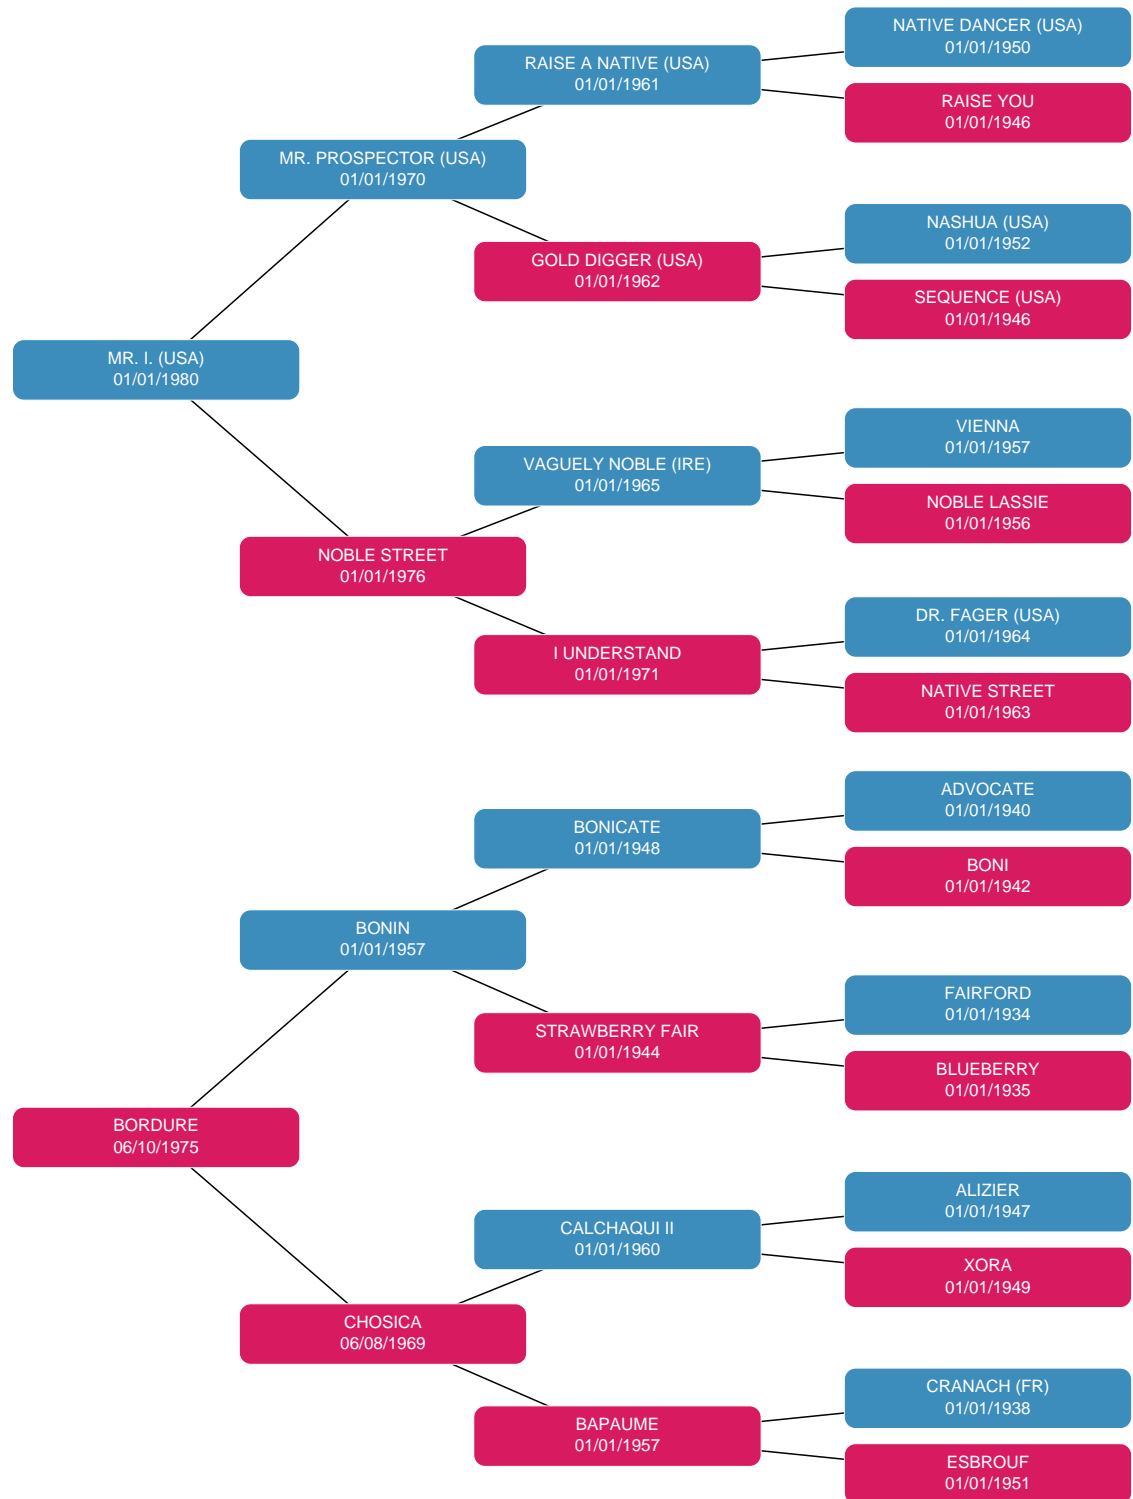 NATIVE DANCER (USA)
01/01/1950
RAISE A NATIVE (USA)
01/01/1961
RAISE YOU
01/01/1946
MR. PROSPECTOR (USA)
01/01/1970
NASHUA (USA)
01/01/1952
GOLD DIGGER (USA)
01/01/1962
SEQUENCE (USA)
01/01/1946
MR. I. (USA)
01/01/1980
VIENNA
01/01/1957
VAGUELY NOBLE (IRE)
01/01/1965
NOBLE LASSIE
01/01/1956
NOBLE STREET
01/01/1976
DR. FAGER (USA)
01/01/1964
I UNDERSTAND
01/01/1971
NATIVE STREET
01/01/1963
ADVOCATE
01/01/1940
BONICATE
01/01/1948
BONI
01/01/1942
BONIN
01/01/1957
FAIRFORD
01/01/1934
STRAWBERRY FAIR
01/01/1944
BLUEBERRY
01/01/1935
BORDURE
06/10/1975
ALIZIER
01/01/1947
CALCHAQUI II
01/01/1960
XORA
01/01/1949
CHOSICA
06/08/1969
CRANACH (FR)
01/01/1938
BAPAUME
01/01/1957
ESBROUF
01/01/1951